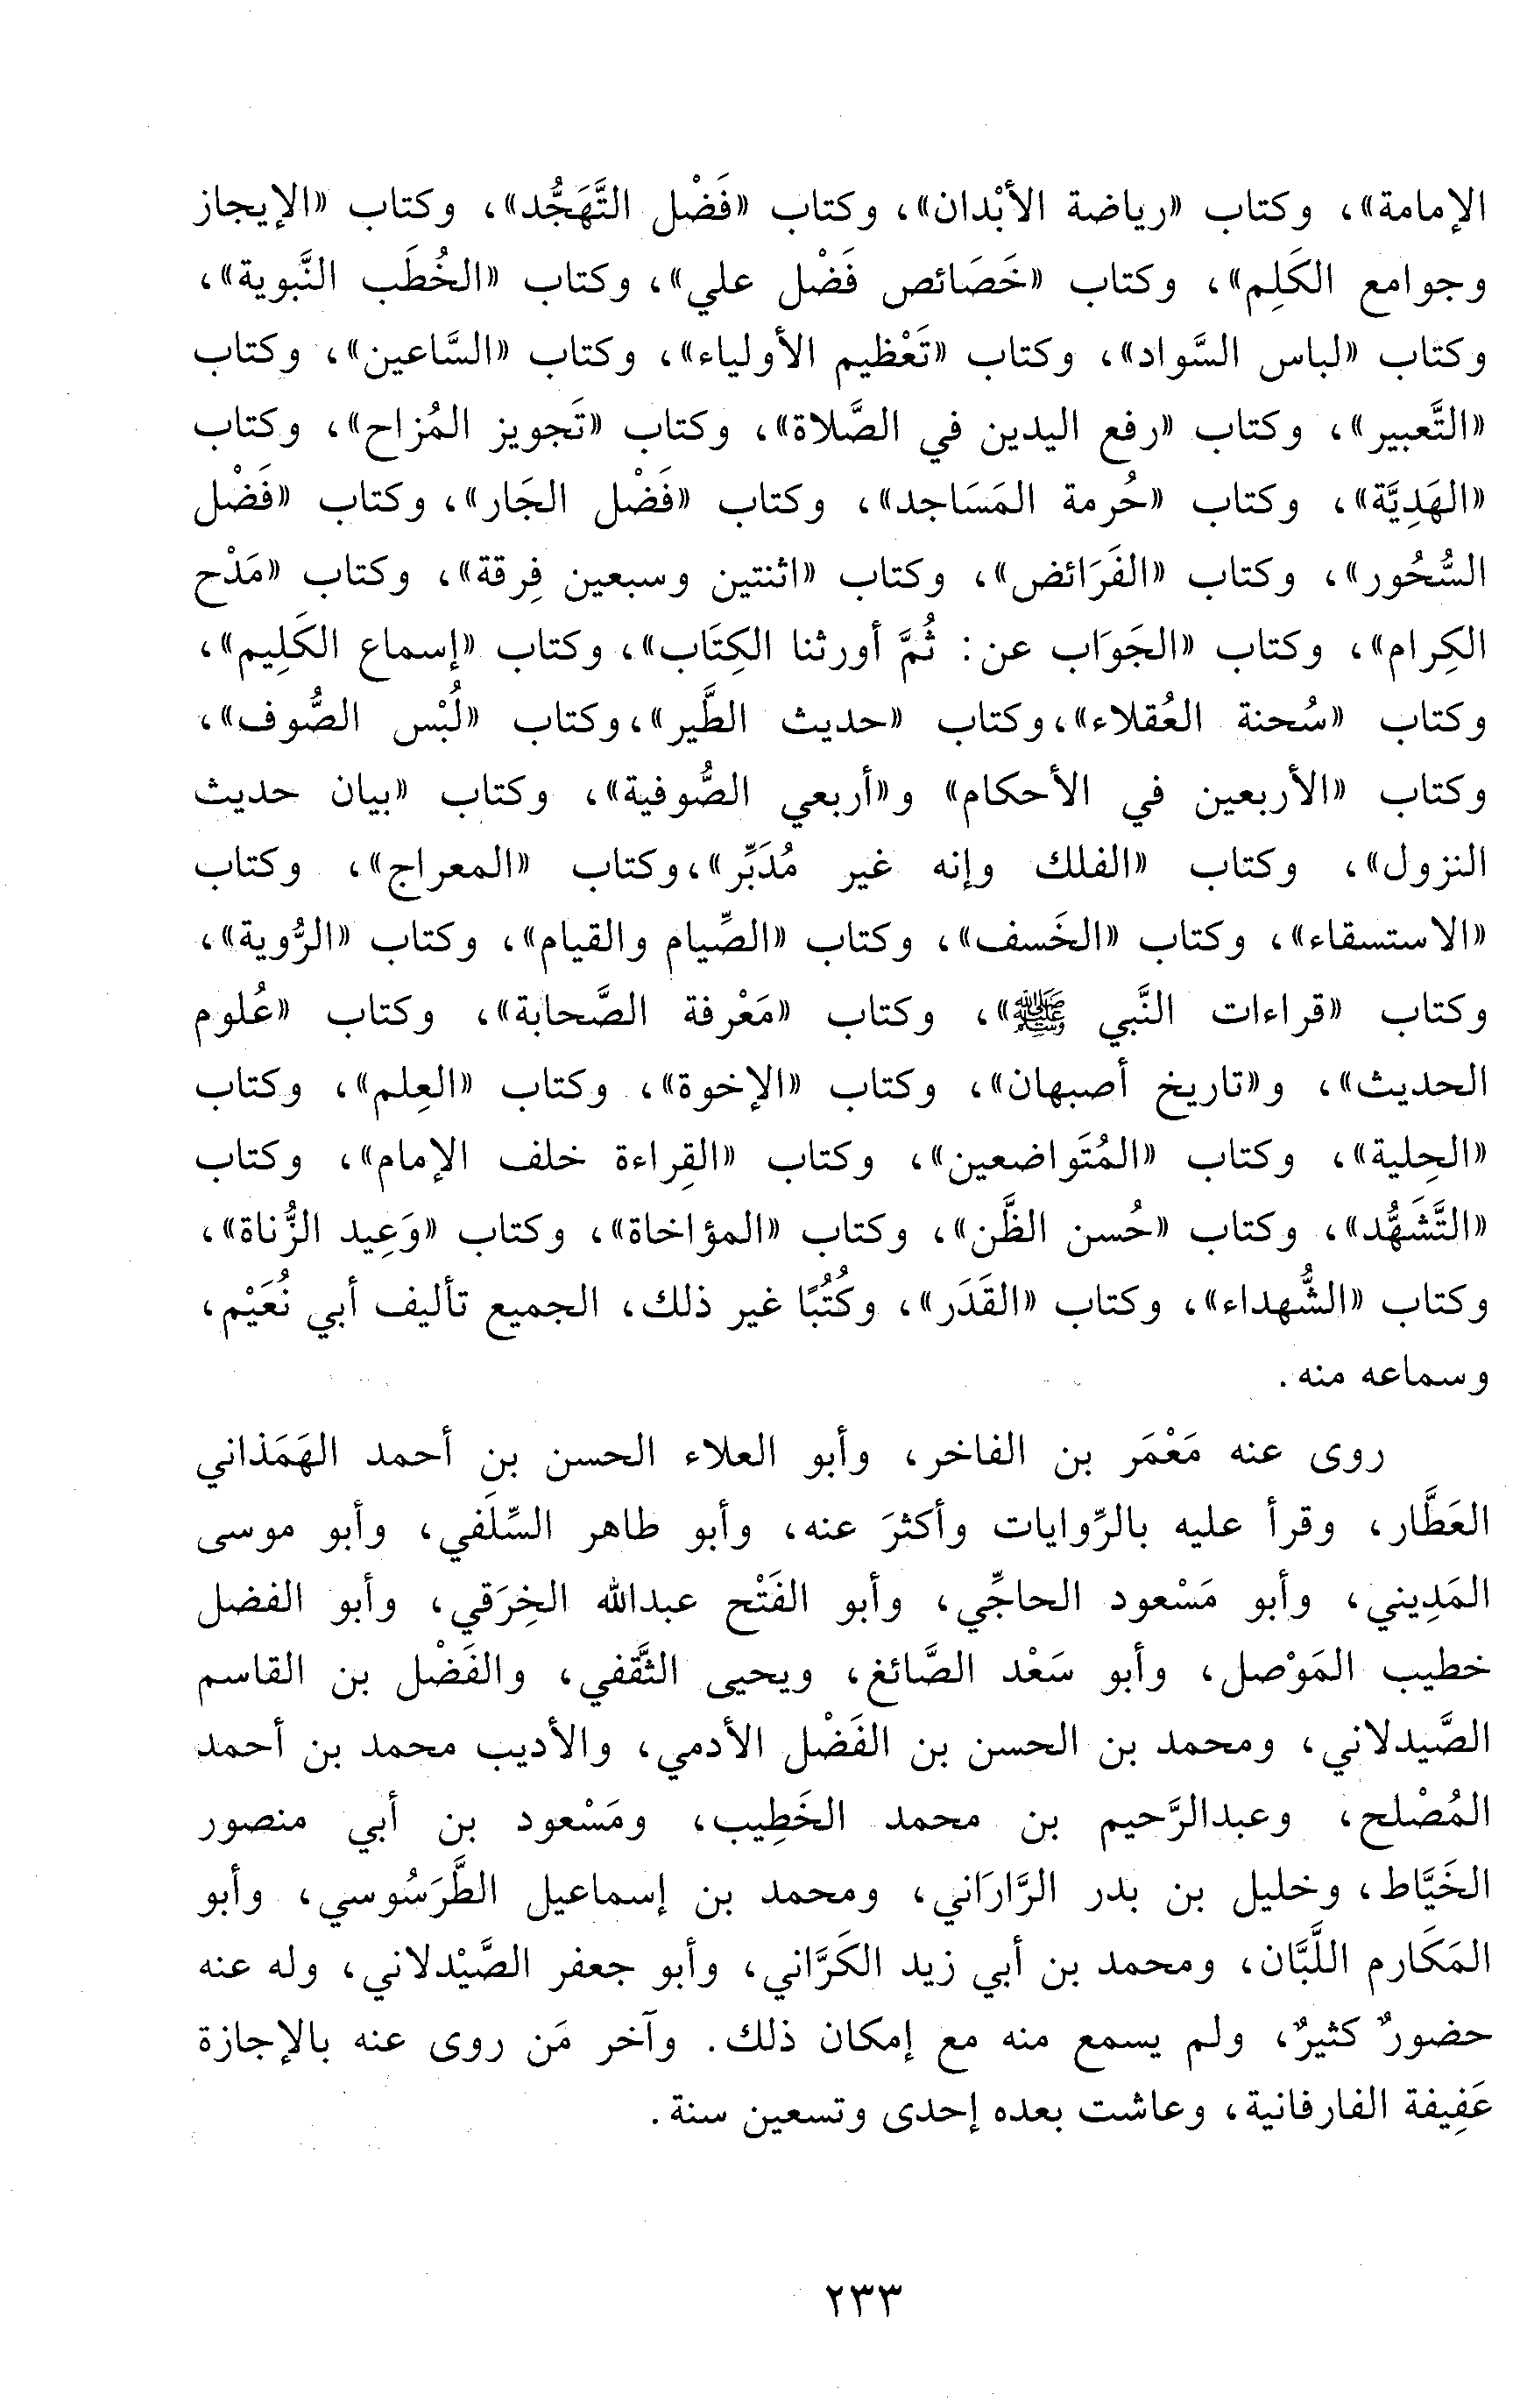 الإمامة»، وكتاب «رياضة الأبْدان»، وكتاب «فَضْل التَّهَجُّد»، وكتاب «الإيجاز
وجوامع الكَلِم»، وكتاب «خَصَائص فَضْل علي»، وكتاب «الخُطَب النَّبوية»،
وكتاب «لباس السَّواد»، وكتاب «تَعْظيم الأولياء»، وكتاب «السَّاعين»، وكتاب
«التَّعبير»، وكتاب «رفع اليدين في الصَّلاة»، وكتاب «تَجويز المُزاح»، وكتاب
«الهَدِيَّة»، وكتاب «حُرمة المَسَاجد»، وكتاب «فَضْل الجَار»، وكتاب «فَضْل
السُّحُور»، وكتاب «الفَرَائض»، وكتاب «اثنتين وسبعين فِرقة»، وكتاب «مَدْح
الكِرام»، وكتاب «الجَوَاب عن: ثُمَّ أورثنا الكِتَاب»، وكتاب «إسماع الكَلِيم»،
وكتاب «سُحنة العُقلاء»، وكتاب «حديث الطَّير»، وكتاب «لُبْس الصُّوف»،
وكتاب «الأربعين في الأحكام» و«أربعي الصُّوفية»، وكتاب «بيان حديث
النزول»، وكتاب «الفلك وإنه غير مُدَبِّر»، وكتاب «المعراج»، وكتاب
«الاستسقاء»، وكتاب «الخَسف»، وكتاب «الصِّيام والقيام»، وكتاب «الرُّوية»،
وكتاب «قراءات النَّبي ﷺ»، وكتاب «مَعْرفة الصَّحابة»، وكتاب «عُلوم
الحديث»، و«تاريخ أصبهان»، وكتاب «الإخوة»، وكتاب «العِلم»، وكتاب
«الحِلية»، وكتاب «المُتَواضعين»، وكتاب «القِراءة خلف الإمام»، وكتاب
«التَّشَهُّد»، وكتاب «حُسن الظَّن»، وكتاب «المؤاخاة»، وكتاب «وَعِيد الزُّناة»،
وكتاب «الشُّهداء»، وكتاب «القَدَر»، وكُتُبًا غير ذلك، الجميع تأليف أبي نُعَيْم،
وسماعه منه.
روى عنه مَعْمَر بن الفاخر، وأبو العلاء الحسن بن أحمد الهَمَذاني
العَطَّار، وقرأ عليه بالرِّوايات وأكثرَ عنه، وأبو طاهر السِّلَفي، وأبو موسى
المَدِيني، وأبو مَسْعود الحاجِّي، وأبو الفَتْح عبدالله الخِرَقي، وأبو الفضل
خطيب المَوْصل، وأبو سَعْد الصَّائغ، ويحيى الثَّقفي، والفَضْل بن القاسم
الصَّيدلاني، ومحمد بن الحسن بن الفَضْل الأدمي، والأديب محمد بن أحمد
المُصْلح، وعبدالرَّحيم بن محمد الخَطِيب، ومَسْعود بن أبي منصور
الخَيَّاط، وخليل بن بدر الرَّارَاني، ومحمد بن إسماعيل الطَّرَسُوسي، وأبو
المَكَارم اللَّبَّان، ومحمد بن أبي زيد الكَرَّاني، وأبو جعفر الصَّيْدلاني، وله عنه
حضورٌ كثيرٌ، ولم يسمع منه مع إمكان ذلك. وآخر مَن روى عنه بالإجازة
عَفِيفة الفارفانية، وعاشت بعده إحدى وتسعين سنة.
٢٣٣